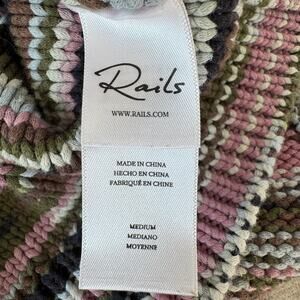 Rails
WWW.RAILS.COM
MADE IN CHINA
HECHO EN CHINA
FABRIQUÉ EN CHINE
MEDIUM
MEDIANO
MOYENNE